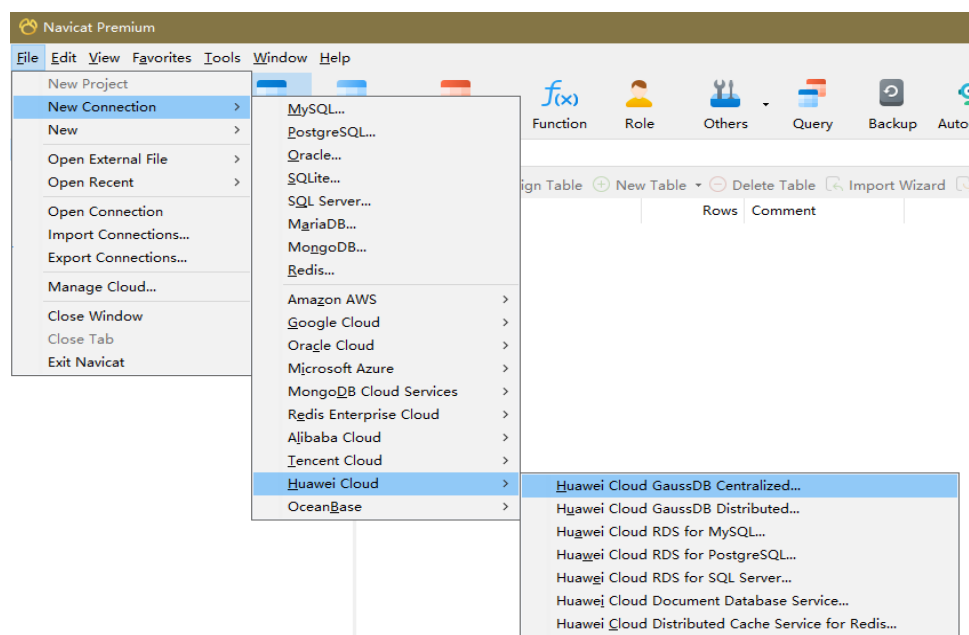 Navicat Premium
File Edit View Favorites Tools Window Help
New Project
New Connection
New
Open External File
Open Recent
Open Connection
Import Connections...
Export Connections...
Manage Cloud...
Close Window
Close Tab
Exit Navicat
MySQL...
PostgreSQL...
Oracle...
SQLite...
SQL Server...
MariaDB...
MongoDB...
Redis...
Amazon AWS
Google Cloud
Oracle Cloud
Microsoft Azure
MongoDB Cloud Services
Redis Enterprise Cloud
Alibaba Cloud
Tencent Cloud
Huawei Cloud
OceanBase
f(x)
Function Role Others Query Backup Auto
ign Table New Table Delete Table Import Wizard
Rows Comment
Huawei Cloud GaussDB Centralized...
Huawei Cloud GaussDB Distributed...
Huawei Cloud RDS for MySQL...
Huawei Cloud RDS for PostgreSQL...
Huawei Cloud RDS for SQL Server...
Huawei Cloud Document Database Service...
Huawei Cloud Distributed Cache Service for Redis...